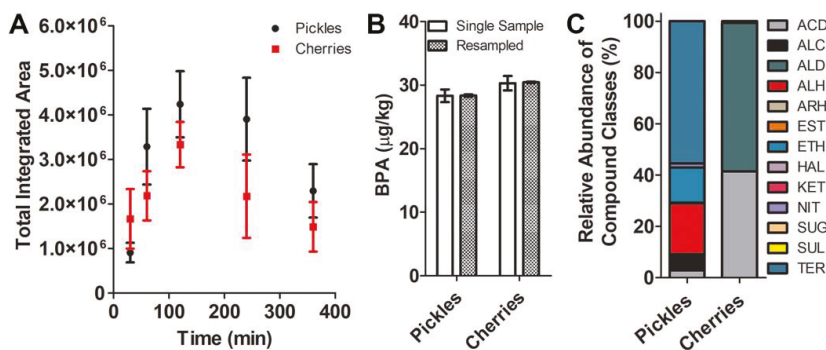 A
Pickles
Cherries
Total Integrated Area
6.0×10⁶
5.0×10⁶
4.0×10⁶
3.0×10⁶
2.0×10⁶
1.0×10⁶
0
0
100
200
300
400
Time (min)
B
Single Sample
Resampled
BPA (µg/kg)
40
30
20
10
0
Pickles
Cherries
C
Relative Abundance of
Compound Classes (%)
100
80
60
40
20
0
Pickles
Cherries
ACD
ALC
ALD
ALH
ARH
EST
ETH
HAL
KET
NIT
SUG
SUL
TER